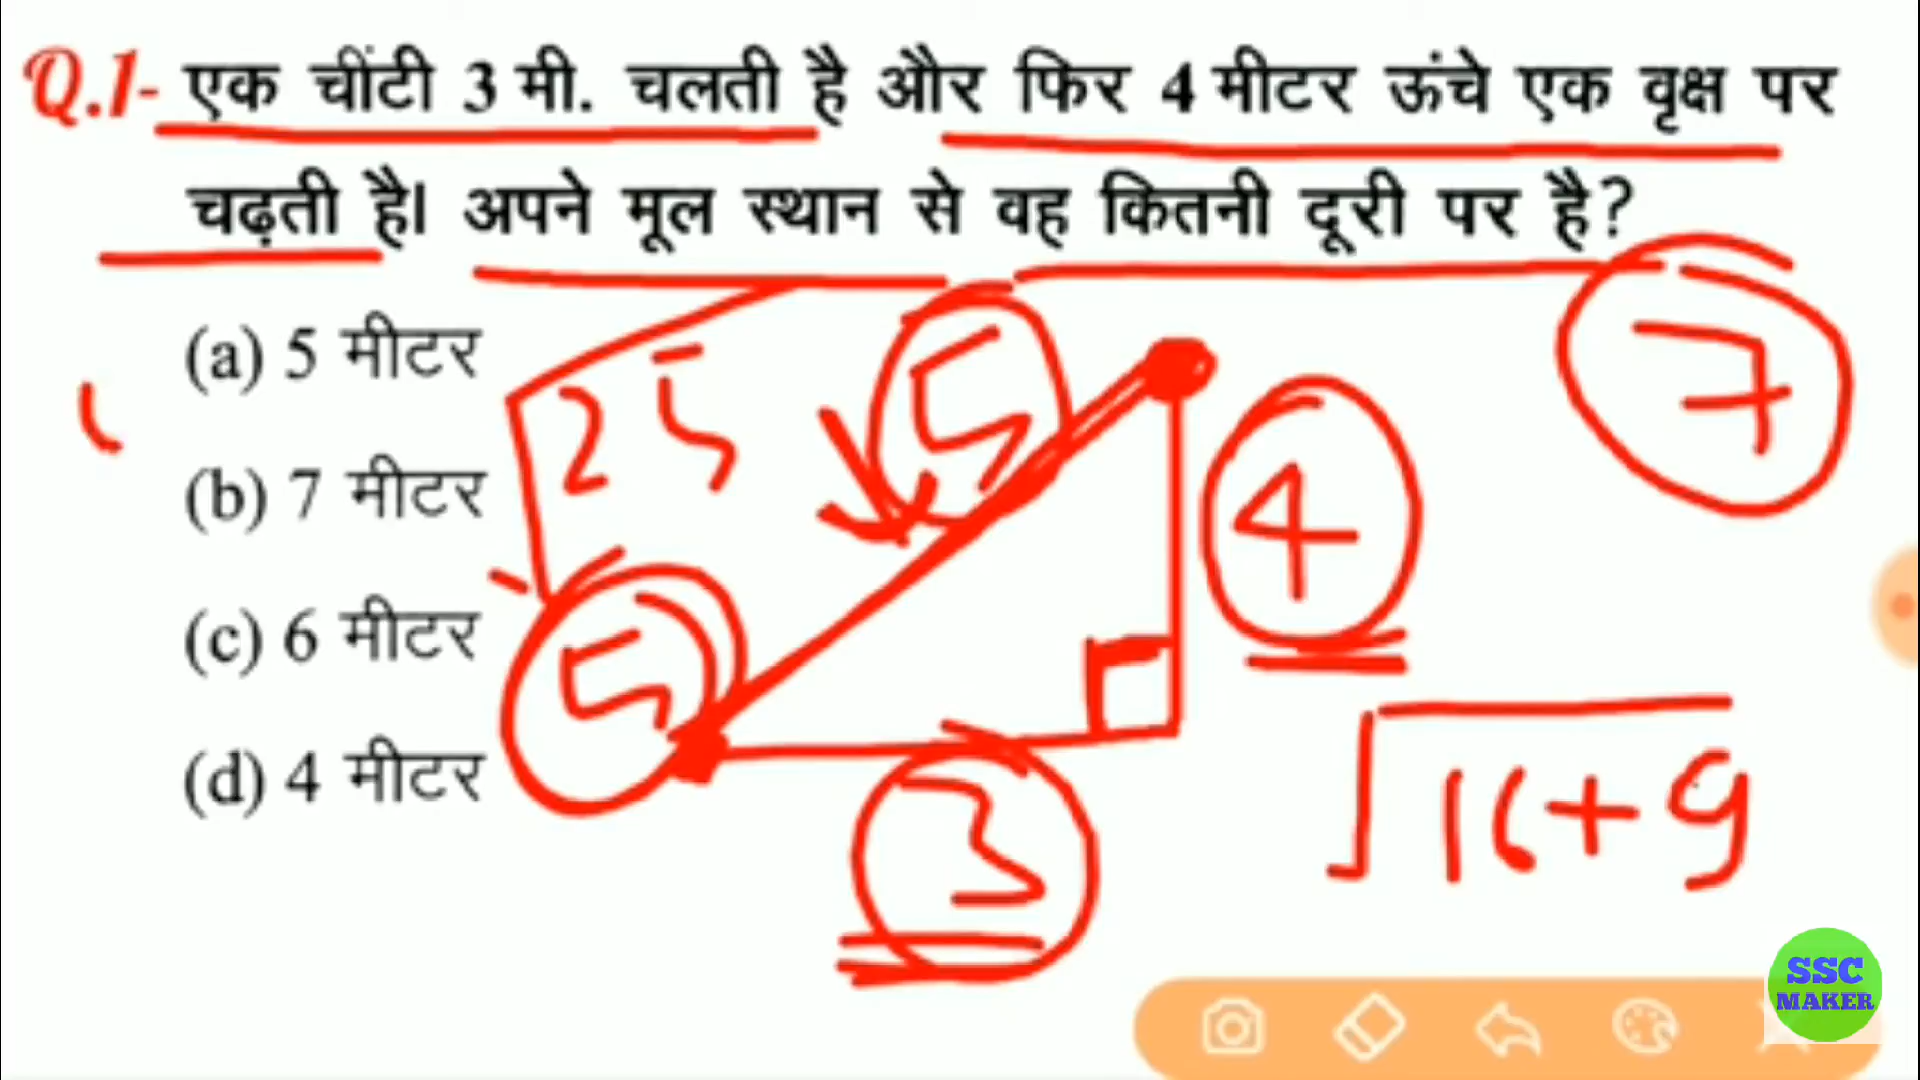 Q.1- एक चींटी 3 मी. चलती है और फिर 4 मीटर ऊंचे एक वृक्ष पर
चढ़ती है। अपने मूल स्थान से वह कितनी दूरी पर है?
(a) 5 मीटर
(b) 7 मीटर
(c) 6 मीटर
(d) 4 मीटर
25
5
7
4
5
3
√16+9
SSC
MAKER